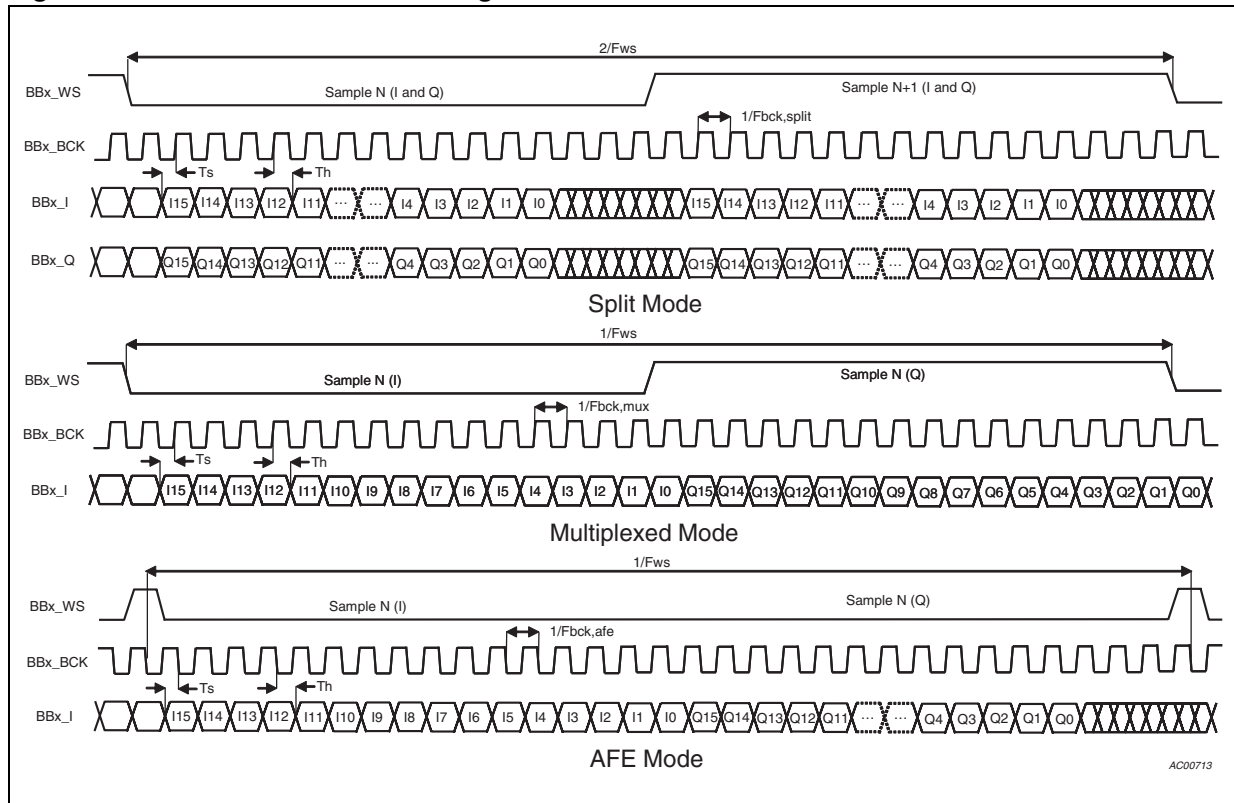 2/Fws
BBx_WS Sample N (I and Q) Sample N+1 (I and Q)
1/Fbck,split
BBx_BCK
Ts Th
BBx_I I15 I14 I13 I12 I11 ... ... I4 I3 I2 I1 I0 I15 I14 I13 I12 I11 ... ... I4 I3 I2 I1 I0
BBx_Q Q15 Q14 Q13 Q12 Q11 ... ... Q4 Q3 Q2 Q1 Q0 Q15 Q14 Q13 Q12 Q11 ... ... Q4 Q3 Q2 Q1 Q0
Split Mode
1/Fws
BBx_WS Sample N (I) Sample N (Q)
1/Fbck,mux
BBx_BCK
Ts Th
BBx_I I15 I14 I13 I12 I11 I10 I9 I8 I7 I6 I5 I4 I3 I2 I1 I0 Q15 Q14 Q13 Q12 Q11 Q10 Q9 Q8 Q7 Q6 Q5 Q4 Q3 Q2 Q1 Q0
Multiplexed Mode
1/Fws
BBx_WS Sample N (I) Sample N (Q)
1/Fbck,afe
BBx_BCK
Ts Th
BBx_I I15 I14 I13 I12 I11 I10 I9 I8 I7 I6 I5 I4 I3 I2 I1 I0 Q15 Q14 Q13 Q12 Q11 ... ... Q4 Q3 Q2 Q1 Q0
AFE Mode
AC00713